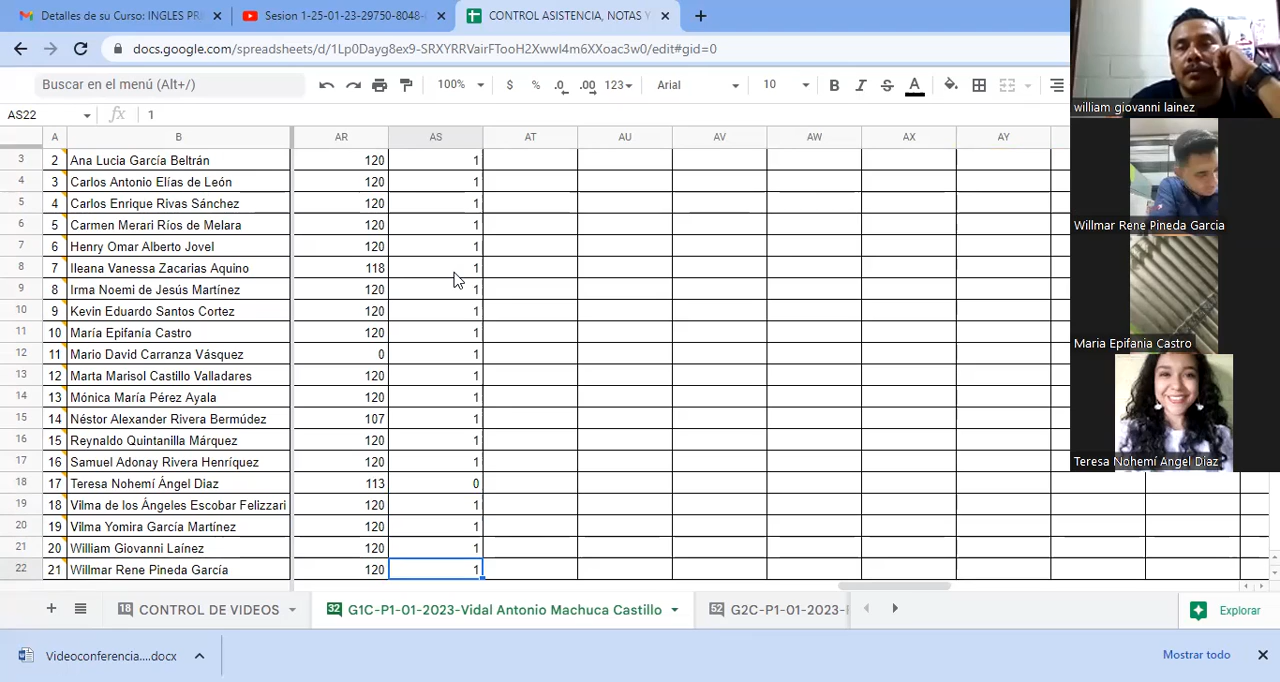 Detalles de su Curso: INGLES PRE
Sesion 1-25-01-23-29750-8048-
CONTROL ASISTENCIA, NOTAS Y
docs.google.com/spreadsheets/d/1Lp0Dayg8ex9-SRXYRRVairFTorH2XwwI4m6XXoac3w0/edit#gid=0
Buscar en el menú (Alt+/)
100%
$ % .0 .00 123
Arial
10
B I S A
AS22
fx 1
A B AR AS AT AU AV AW AX AY
3 2 Ana Lucia García Beltrán 120 1
4 3 Carlos Antonio Elías de León 120 1
5 4 Carlos Enrique Rivas Sánchez 120 1
6 5 Carmen Merari Ríos de Melara 120 1
7 6 Henry Omar Alberto Jovel 120 1
8 7 Ileana Vanessa Zacarias Aquino 118 1
9 8 Irma Noemi de Jesús Martínez 120 1
10 9 Kevin Eduardo Santos Cortez 120 1
11 10 María Epifanía Castro 120 1
12 11 Mario David Carranza Vásquez 0 1
13 12 Marta Marisol Castillo Valladares 120 1
14 13 Mónica María Pérez Ayala 120 1
15 14 Néstor Alexander Rivera Bermúdez 107 1
16 15 Reynaldo Quintanilla Márquez 120 1
17 16 Samuel Adonay Rivera Henríquez 120 1
18 17 Teresa Nohemí Ángel Diaz 113 0
19 18 Vilma de los Ángeles Escobar Felizzari 120 1
20 19 Vilma Yomira García Martínez 120 1
21 20 William Giovanni Laínez 120 1
22 21 Willmar Rene Pineda García 120 1
18 CONTROL DE VIDEOS
32 G1C-P1-01-2023-Vidal Antonio Machuca Castillo
52 G2C-P1-01-2023-
Explorar
Videoconferencia....docx
Mostrar todo
william giovanni lainez
Willmar Rene Pineda Garcia
Maria Epifania Castro
Teresa Nohemí Angel Diaz